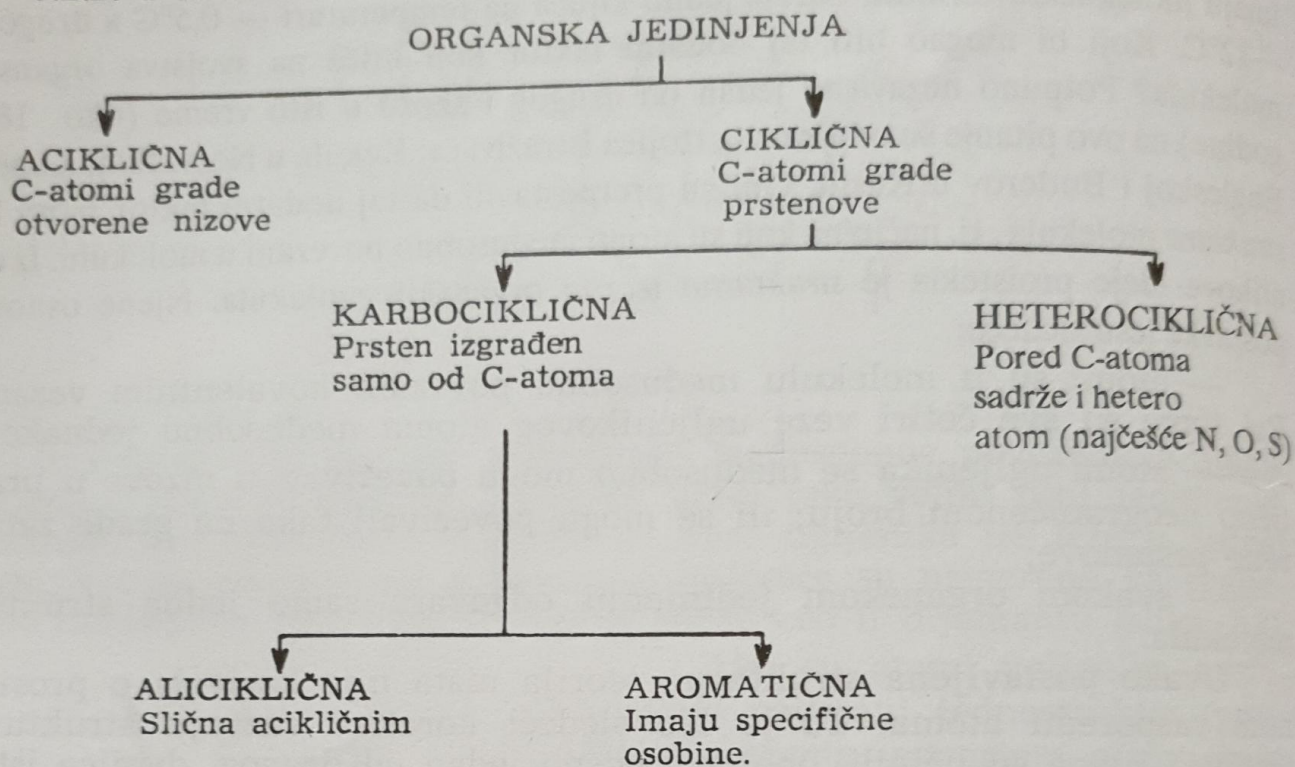 ORGANSKA JEDINJENJA
ACIKLIČNA
C-atomi grade
otvorene nizove
CIKLIČNA
C-atomi grade
prstenove
KARBOCIKLIČNA
Prsten izgrađen
samo od C-atoma
HETEROCIKLIČNA
Pored C-atoma
sadrže i hetero
atom (najčešće N, O, S)
ALICIKLIČNA
Slična acikličnim
AROMATIČNA
Imaju specifične
osobine.